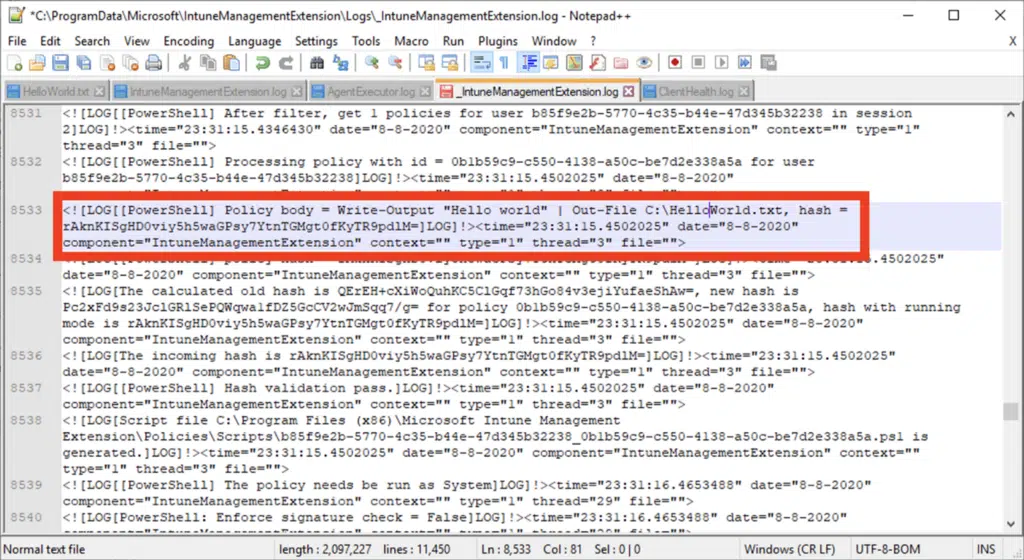 *C:\ProgramData\Microsoft\IntuneManagementExtension\Logs\_IntuneManagementExtension.log - Notepad++
File Edit Search View Encoding Language Settings Tools Macro Run Plugins Window ? X
HelloWorld.txt IntuneManagementExtension.log AgentExecutor.log _IntuneManagementExtension.log ClientHealth.log
8531 <![LOG[[PowerShell] After filter, get 1 policies for user b85f9e2b-5770-4c35-b44e-47d345b32238 in session
2]LOG]!><time="23:31:15.4346430" date="8-8-2020" component="IntuneManagementExtension" context="" type="1"
thread="3" file="">
8532 <![LOG[[PowerShell] Processing policy with id = 0b1b59c9-c550-4138-a50c-be7d2e338a5a for user
b85f9e2b-5770-4c35-b44e-47d345b32238]LOG]!><time="23:31:15.4502025" date="8-8-2020"
8533 <![LOG[[PowerShell] Policy body = Write-Output "Hello world" | Out-File C:\HelloWorld.txt, hash =
rAknKISgHD0viy5h5waGPsy7YtnTGMgt0fKyTR9pdlM=]LOG]!><time="23:31:15.4502025" date="8-8-2020"
component="IntuneManagementExtension" context="" type="1" thread="3" file="">
8534
date="8-8-2020" component="IntuneManagementExtension" context="" type="1" thread="3" file="">
8535 <![LOG[The calculated old hash is QErEH+cXiWoQuhKC5ClGqf73hGo84v3ejiYufaeShAw=, new hash is
Pc2xFd9s23JclGRlSePQWqwa1fDZ5GcCV2wJmSqq7/g= for policy 0b1b59c9-c550-4138-a50c-be7d2e338a5a, hash with running
mode is rAknKISgHD0viy5h5waGPsy7YtnTGMgt0fKyTR9pdlM=]LOG]!><time="23:31:15.4502025" date="8-8-2020"
component="IntuneManagementExtension" context="" type="1" thread="3" file="">
8536 <![LOG[The incoming hash is rAknKISgHD0viy5h5waGPsy7YtnTGMgt0fKyTR9pdlM=]LOG]!><time="23:31:15.4502025"
date="8-8-2020" component="IntuneManagementExtension" context="" type="1" thread="3" file="">
8537 <![LOG[[PowerShell] Hash validation pass.]LOG]!><time="23:31:15.4502025" date="8-8-2020"
component="IntuneManagementExtension" context="" type="1" thread="3" file="">
8538 <![LOG[Script file C:\Program Files (x86)\Microsoft Intune Management
Extension\Policies\Scripts\b85f9e2b-5770-4c35-b44e-47d345b32238_0b1b59c9-c550-4138-a50c-be7d2e338a5a.ps1 is
generated.]LOG]!><time="23:31:15.4502025" date="8-8-2020" component="IntuneManagementExtension" context=""
type="1" thread="3" file="">
8539 <![LOG[[PowerShell] The policy needs be run as System]LOG]!><time="23:31:16.4653488" date="8-8-2020"
component="IntuneManagementExtension" context="" type="1" thread="29" file="">
8540 <![LOG[PowerShell: Enforce signature check = False]LOG]!><time="23:31:16.4653488" date="8-8-2020"
Normal text file length : 2,097,227 lines : 11,450 Ln : 8,533 Col : 81 Sel : 0 | 0 Windows (CR LF) UTF-8-BOM INS